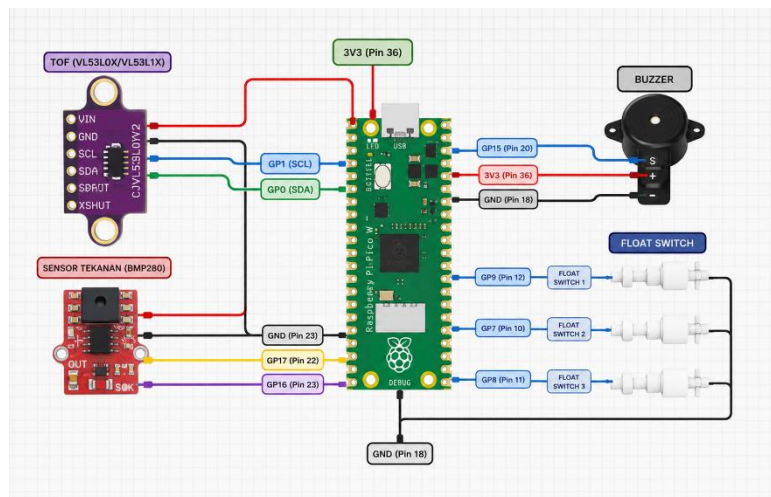 3V3 (Pin 36)
TOF (VL53L0X/VL53L1X)
BUZZER
VIN
GND
SCL
SDA
XSHUT
LED
USB
GP1 (SCL)
GP0 (SDA)
GP15 (Pin 20)
3V3 (Pin 36)
GND (Pin 18)
S
+
-
SENSOR TEKANAN (BMP280)
FLOAT SWITCH
Raspberry Pi Pico W
OUT
GND (Pin 23)
GP17 (Pin 22)
GP16 (Pin 23)
GP9 (Pin 12)
FLOAT
SWITCH 1
GP7 (Pin 10)
FLOAT
SWITCH 2
GP8 (Pin 11)
FLOAT
SWITCH 3
DEBUG
GND (Pin 18)